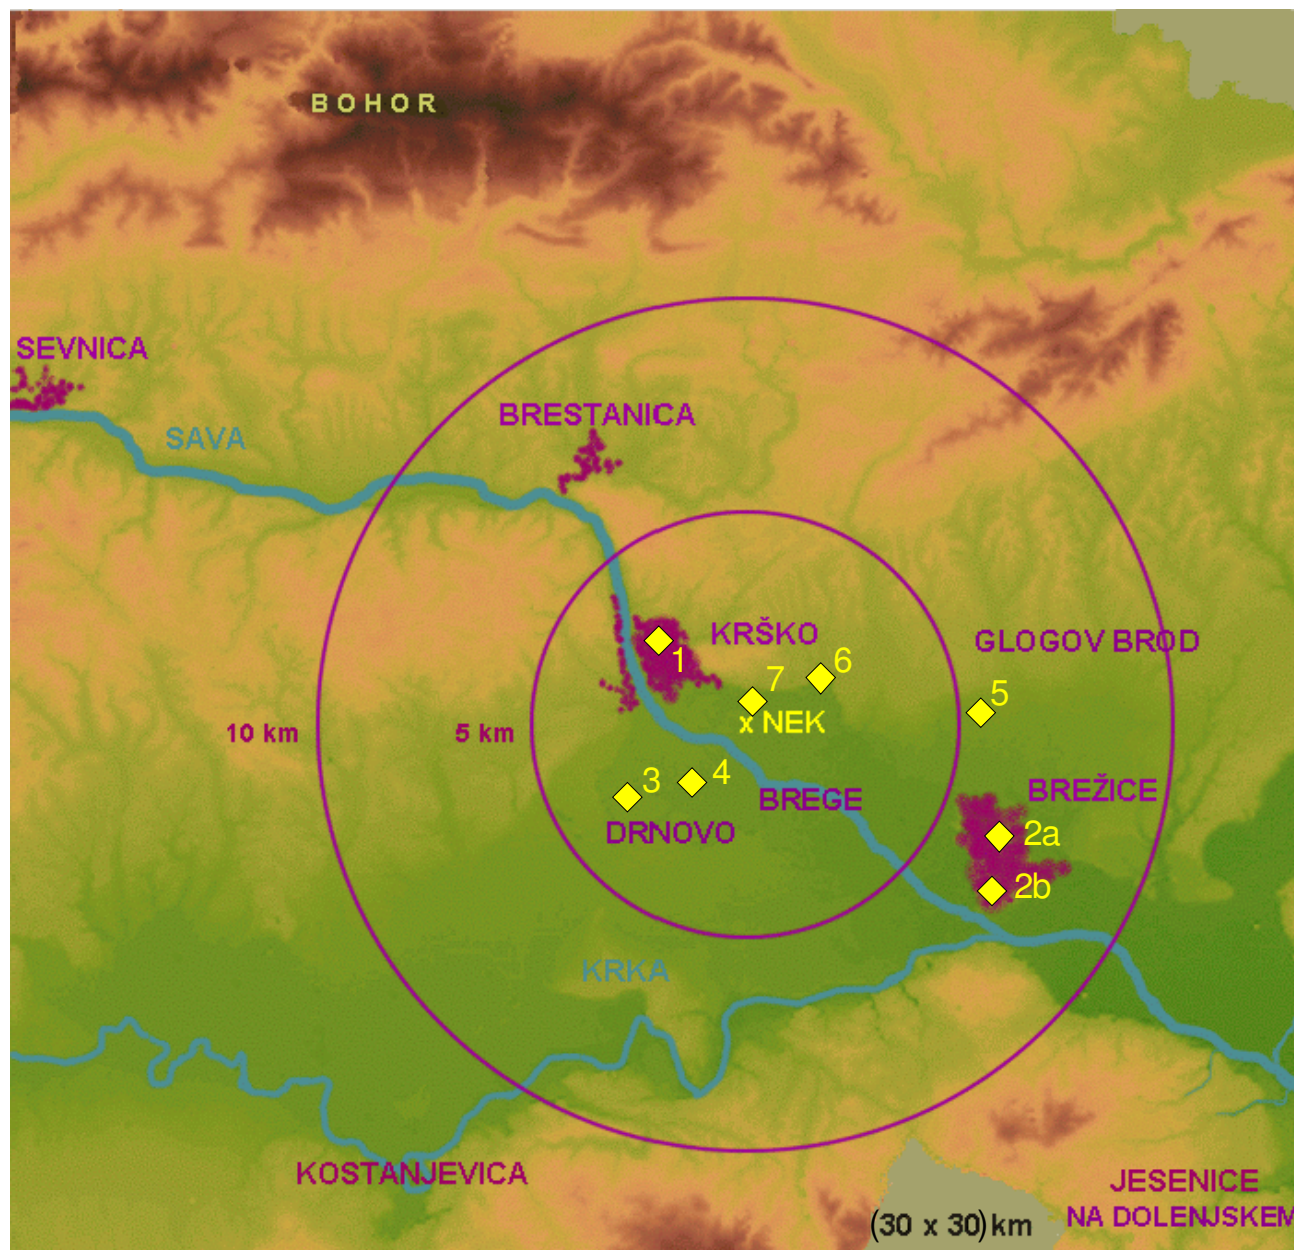 BOHOR
SEVNICA
BRESTANICA
SAVA
KRŠKO
GLOGOV BROD
1
6
7
5
10 km
5 km
x NEK
3
4
BREGE
BREŽICE
DRNOVO
2a
2b
KRKA
KOSTANJEVICA
JESENICE
NA DOLENJSKEM
(30 x 30)km